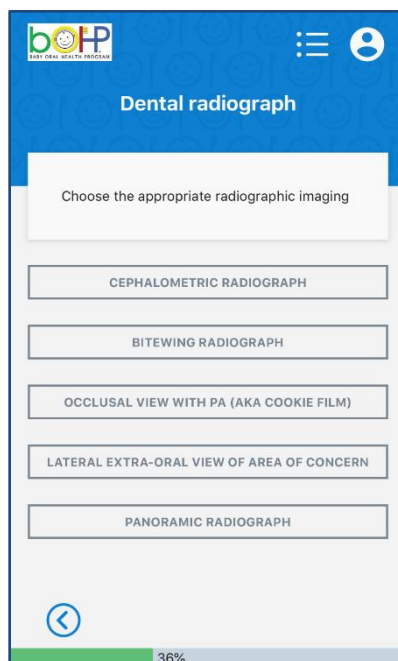 bOHP
BABY ORAL HEALTH PROGRAM
Dental radiograph
Choose the appropriate radiographic imaging
CEPHALOMETRIC RADIOGRAPH
BITEWING RADIOGRAPH
OCCLUSAL VIEW WITH PA (AKA COOKIE FILM)
LATERAL EXTRA-ORAL VIEW OF AREA OF CONCERN
PANORAMIC RADIOGRAPH
36%